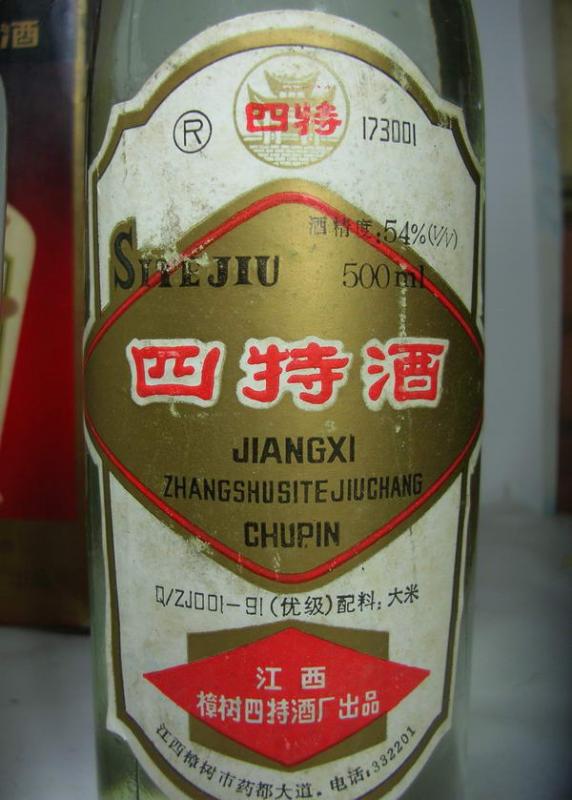 酒
四特
® 173001
酒精度:54%(V/V)
SITEJIU 500ml
四特酒
JIANGXI
ZHANGSHUSITEJIUCHANG
CHUPIN
Q/ZJ001-91(优级)配料:大米
江西
樟树四特酒厂出品
江西樟树市药都大道。电话:332201